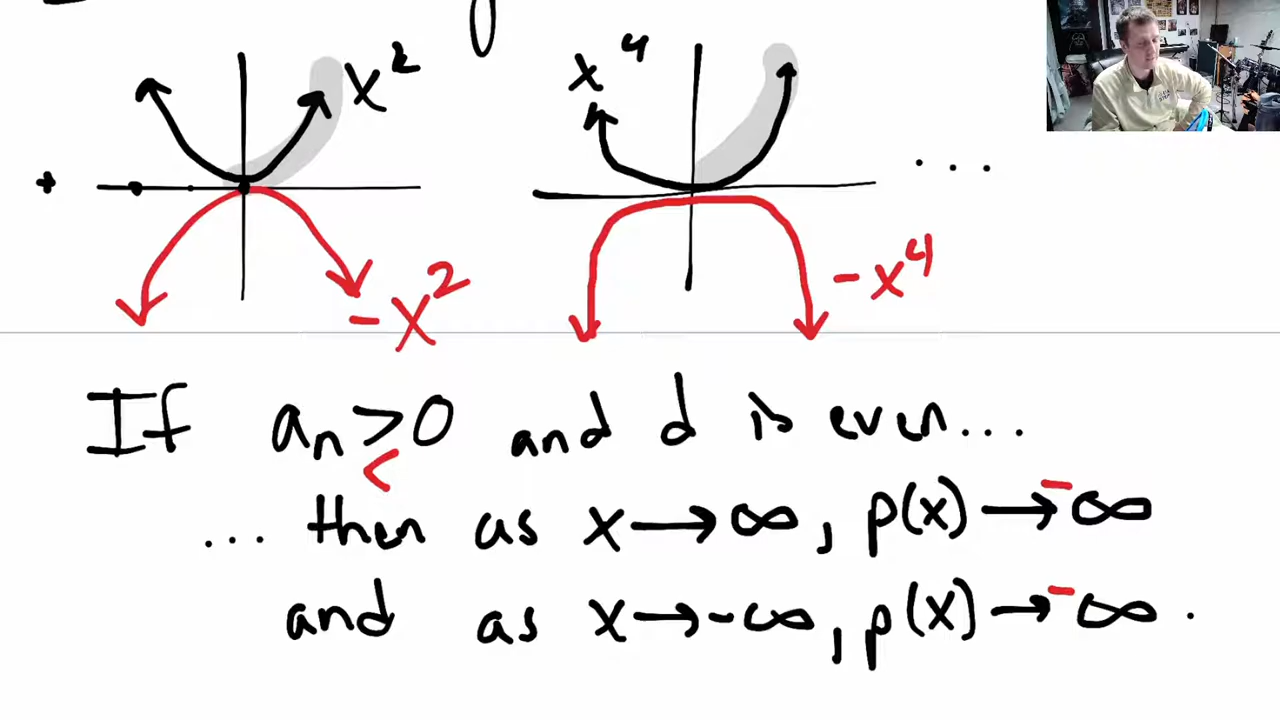 x² x⁴ ...
-x² -x⁴
If aₙ > 0 and d is even...
<
... then as x → ∞, p(x) → -∞
and as x → -∞, p(x) → -∞.